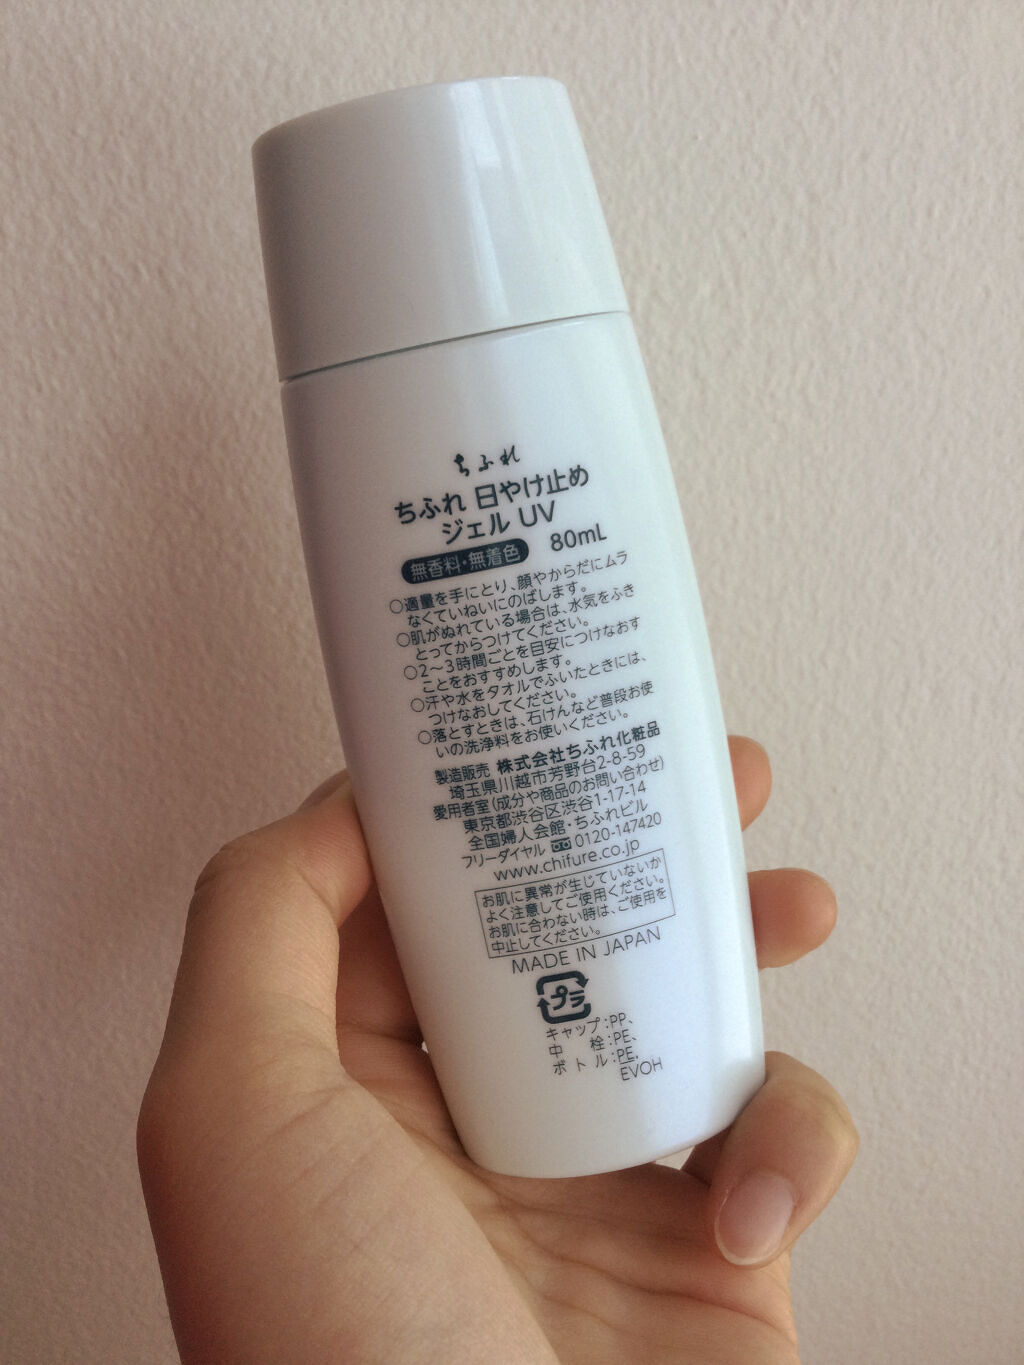 ちふれ
ちふれ 日やけ止め
ジェル UV
無香料・無着色 80mL
○適量を手にとり、顔やからだにムラ
なくていねいにのばします。
○肌がぬれている場合は、水気をふき
とってからつけてください。
○2～3時間ごとを目安につけなおす
ことをおすすめします。
○汗や水をタオルでふいたときには、
つけなおしてください。
○落とすときは、石けんなど普段お使
いの洗浄料をお使いください。
製造販売 株式会社ちふれ化粧品
埼玉県川越市芳野台2-8-59
愛用者室(成分や商品のお問い合わせ)
東京都渋谷区渋谷1-17-14
全国婦人会館・ちふれビル
フリーダイヤル 0120-147420
www.chifure.co.jp
お肌に異常が生じていないか
よく注意してご使用ください。
お肌に合わない時は、ご使用を
中止してください。
MADE IN JAPAN
プラ
キャップ:PP、
中 栓:PE、
ボトル:PE,
EVOH